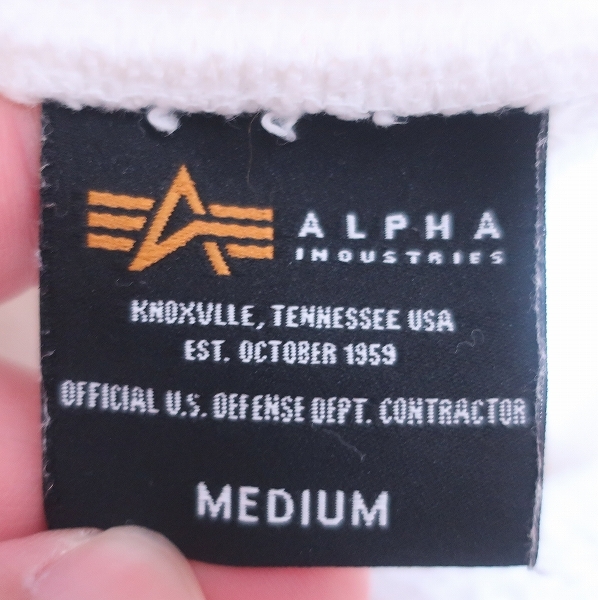 ALPHA
INDUSTRIES
KNOXVLLE, TENNESSEE USA
EST. OCTOBER 1959
OFFICIAL U.S. DEFENSE DEPT. CONTRACTOR
MEDIUM